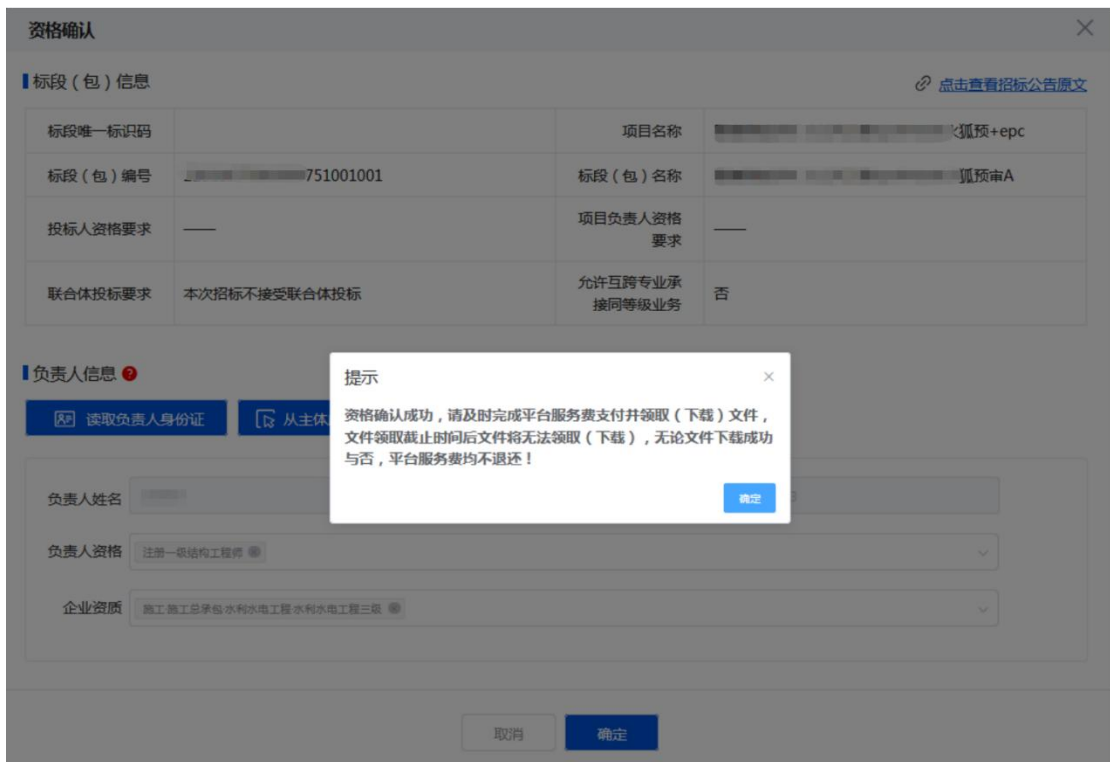 资格确认
标段（包）信息
点击查看招标公告原文
标段唯一标识码
项目名称
狐预+epc
标段（包）编号
751001001
标段（包）名称
狐预审A
投标人资格要求
——
项目负责人资格
要求
——
联合体投标要求
本次招标不接受联合体投标
允许互跨专业承
接同等级业务
否
负责人信息
读取负责人身份证
从主体
提示
资格确认成功，请及时完成平台服务费支付并领取（下载）文件，
文件领取截止时间后文件将无法领取（下载），无论文件下载成功
与否，平台服务费均不退还！
确定
负责人姓名
负责人资格
注册一级结构工程师
企业资质
施工·施工总承包·水利水电工程·水利水电工程三级
取消
确定